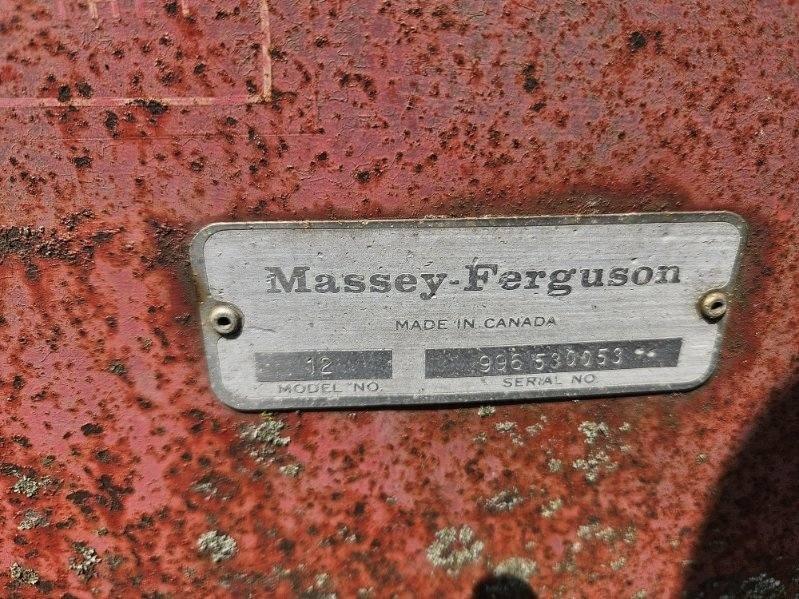 Massey-Ferguson
MADE IN CANADA
12 996 530053
MODEL NO. SERIAL NO.